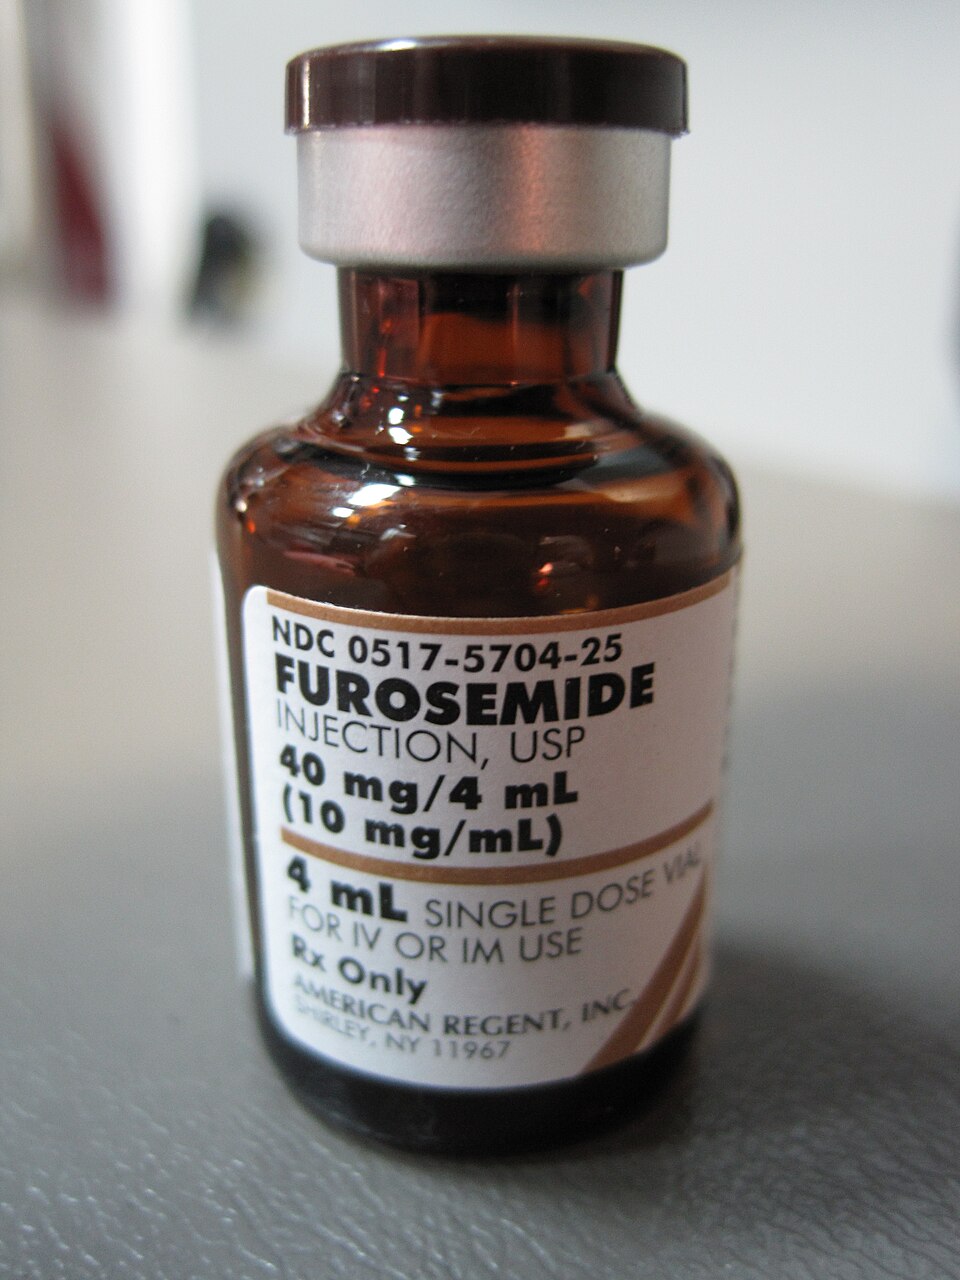 NDC 0517-5704-25
FUROSEMIDE
INJECTION, USP
40 mg/4 mL
(10 mg/mL)
4 mL SINGLE DOSE VIAL
FOR IV OR IM USE
Rx Only
AMERICAN REGENT, INC.
SHIRLEY, NY 11967